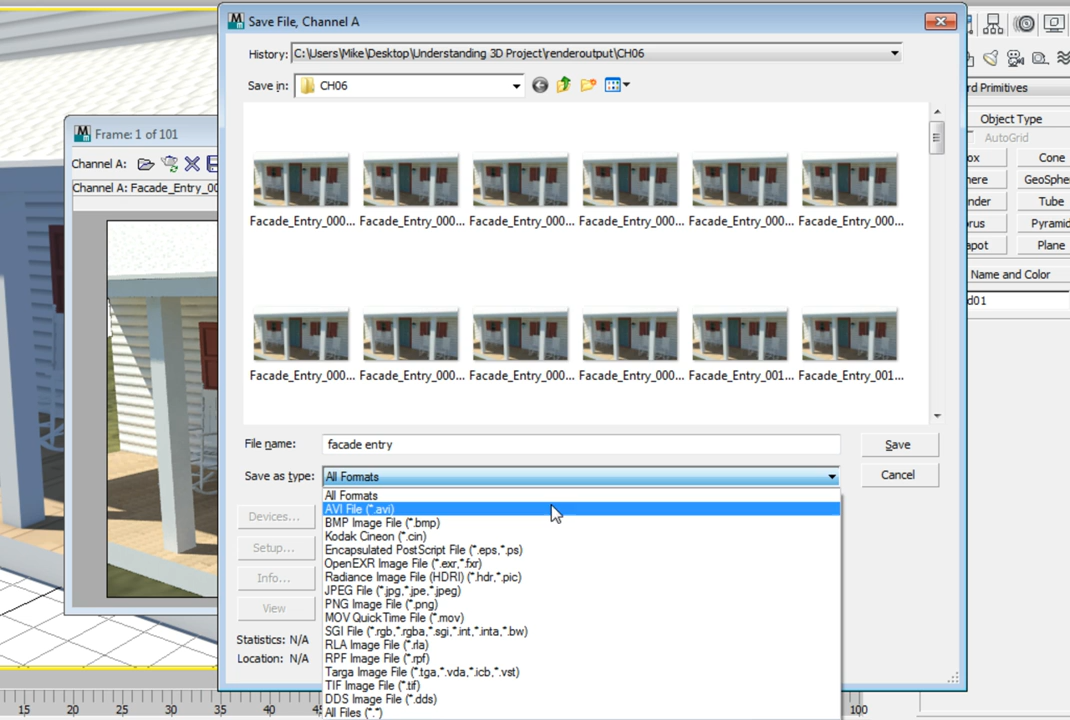 Save File, Channel A
History: C:\Users\Mike\Desktop\Understanding 3D Project\renderoutput\CH06
Save in: CH06
Facade_Entry_000... Facade_Entry_000... Facade_Entry_000... Facade_Entry_000... Facade_Entry_000... Facade_Entry_000...
Facade_Entry_000... Facade_Entry_000... Facade_Entry_000... Facade_Entry_000... Facade_Entry_001... Facade_Entry_001...
File name: facade entry
Save
Save as type: All Formats
Cancel
All Formats
AVI File (*.avi)
BMP Image File (*.bmp)
Kodak Cineon (*.cin)
Encapsulated PostScript File (*.eps,*.ps)
OpenEXR Image File (*.exr,*.fxr)
Radiance Image File (HDRI) (*.hdr,*.pic)
JPEG File (*.jpg,*.jpe,*.jpeg)
PNG Image File (*.png)
MOV QuickTime File (*.mov)
SGI File (*.rgb,*.rgba,*.sgi,*.int,*.inta,*.bw)
RLA Image File (*.rla)
RPF Image File (*.rpf)
Targa Image File (*.tga,*.vda,*.icb,*.vst)
TIF Image File (*.tif)
DDS Image File (*.dds)
All Files (*.*)
Devices...
Setup...
Info...
View
Statistics: N/A
Location: N/A
Frame: 1 of 101
Channel A:
Channel A: Facade_Entry_00
rd Primitives
Object Type
AutoGrid
ox Cone
here GeoSphe
nder Tube
rus Pyramid
apot Plane
Name and Color
d01
15 20 25 30 35 40 45 100